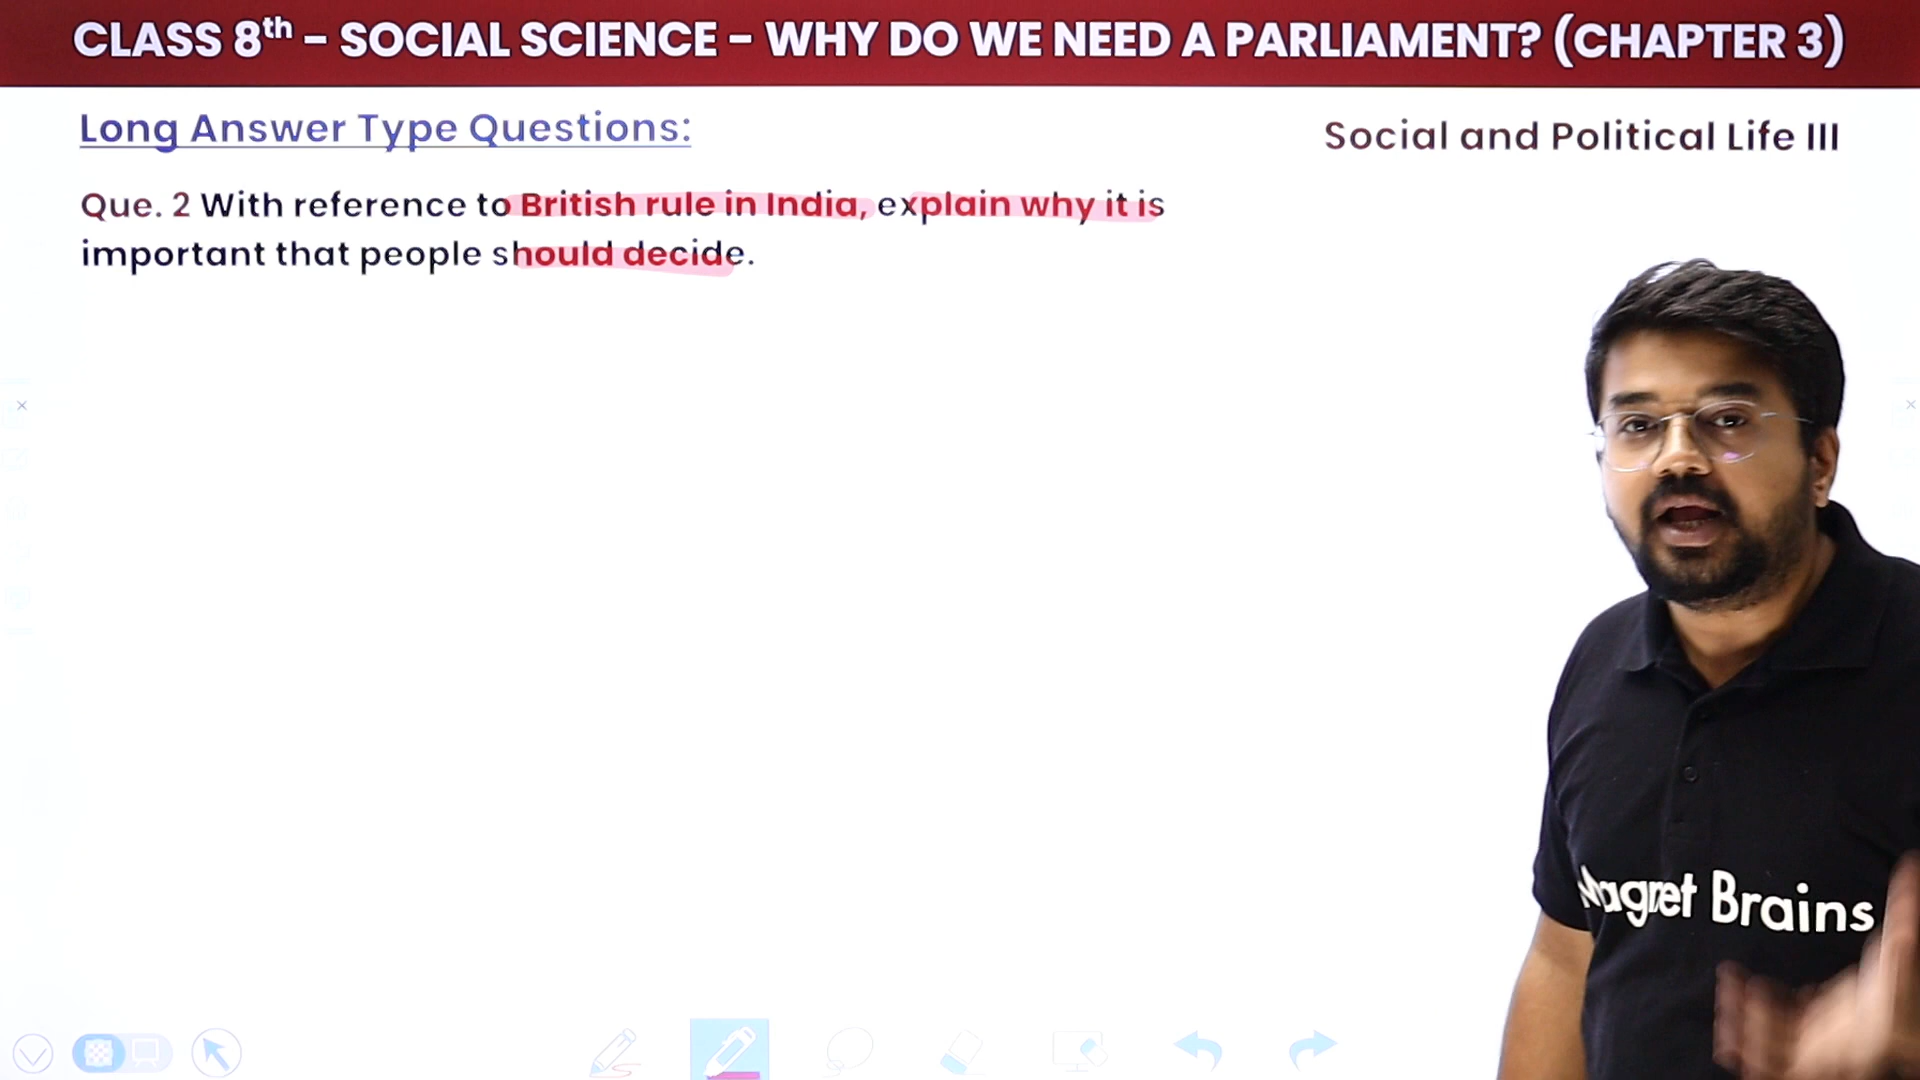 CLASS 8th - SOCIAL SCIENCE - WHY DO WE NEED A PARLIAMENT? (CHAPTER 3)
Long Answer Type Questions:
Social and Political Life III
Que. 2 With reference to British rule in India, explain why it is
important that people should decide.
Magnet Brains